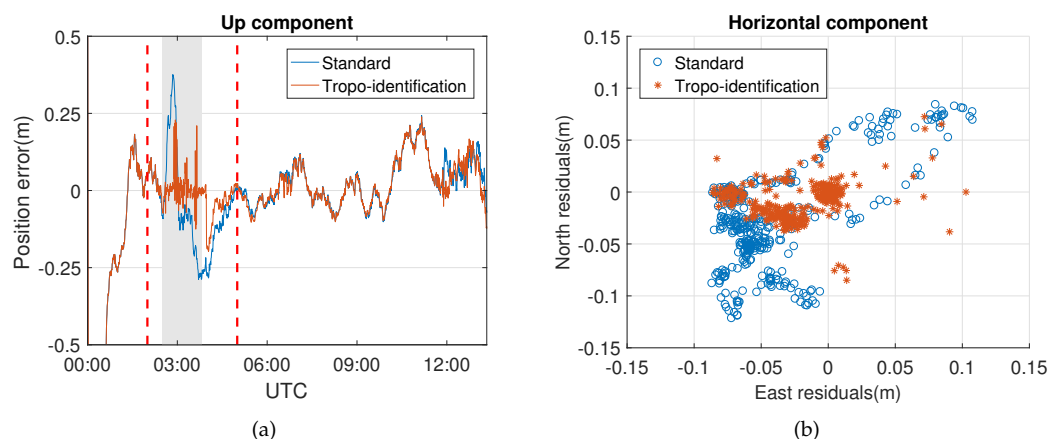 Up component
0.5
0.25
0
-0.25
-0.5
Position error(m)
Standard
Tropo-identification
00:00
03:00
06:00
09:00
12:00
UTC
(a)
Horizontal component
0.15
0.1
0.05
0
-0.05
-0.1
-0.15
North residuals(m)
Standard
Tropo-identification
-0.15
-0.1
-0.05
0
0.05
0.1
0.15
East residuals(m)
(b)